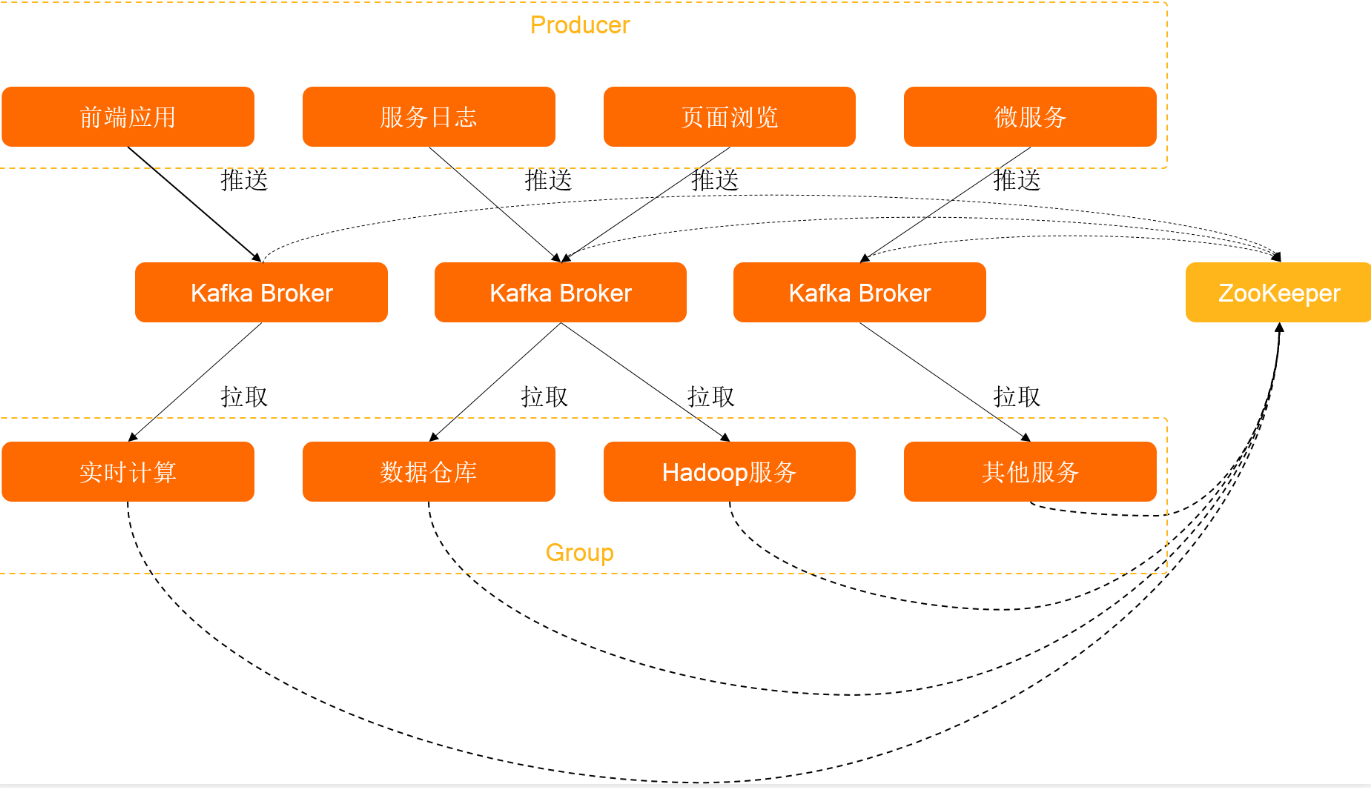 Producer
前端应用
服务日志
页面浏览
微服务
推送
推送
推送
推送
Kafka Broker
Kafka Broker
Kafka Broker
ZooKeeper
拉取
拉取
拉取
拉取
实时计算
数据仓库
Hadoop服务
其他服务
Group